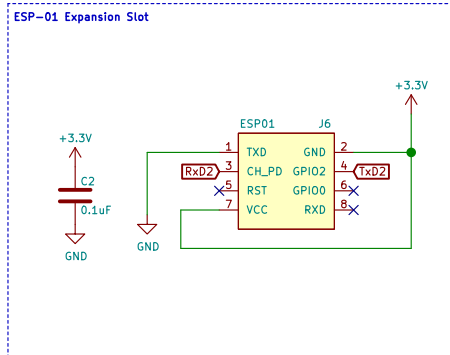 ESP-01 Expansion Slot
+3.3V
+3.3V
C2
0.1uF
GND
ESP01 J6
1 TXD GND 2
RxD2 3 CH_PD GPIO2 4 TxD2
5 RST GPIO0 6
7 VCC RXD 8
GND